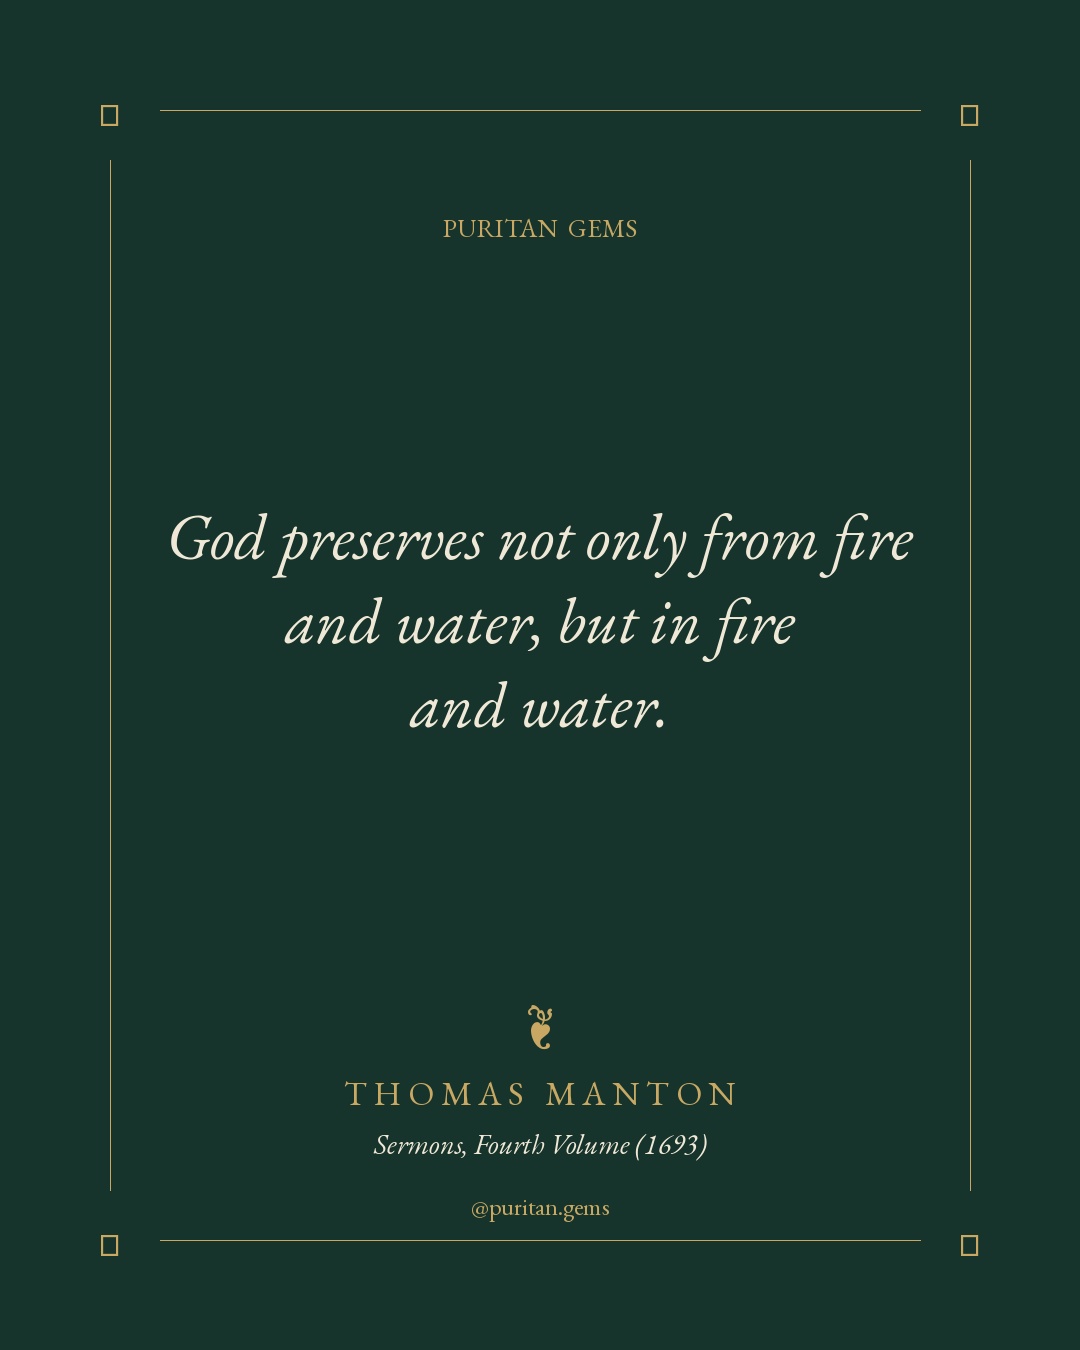 PURITAN GEMS
God preserves not only from fire
and water, but in fire
and water.
THOMAS MANTON
Sermons, Fourth Volume (1693)
@puritan.gems